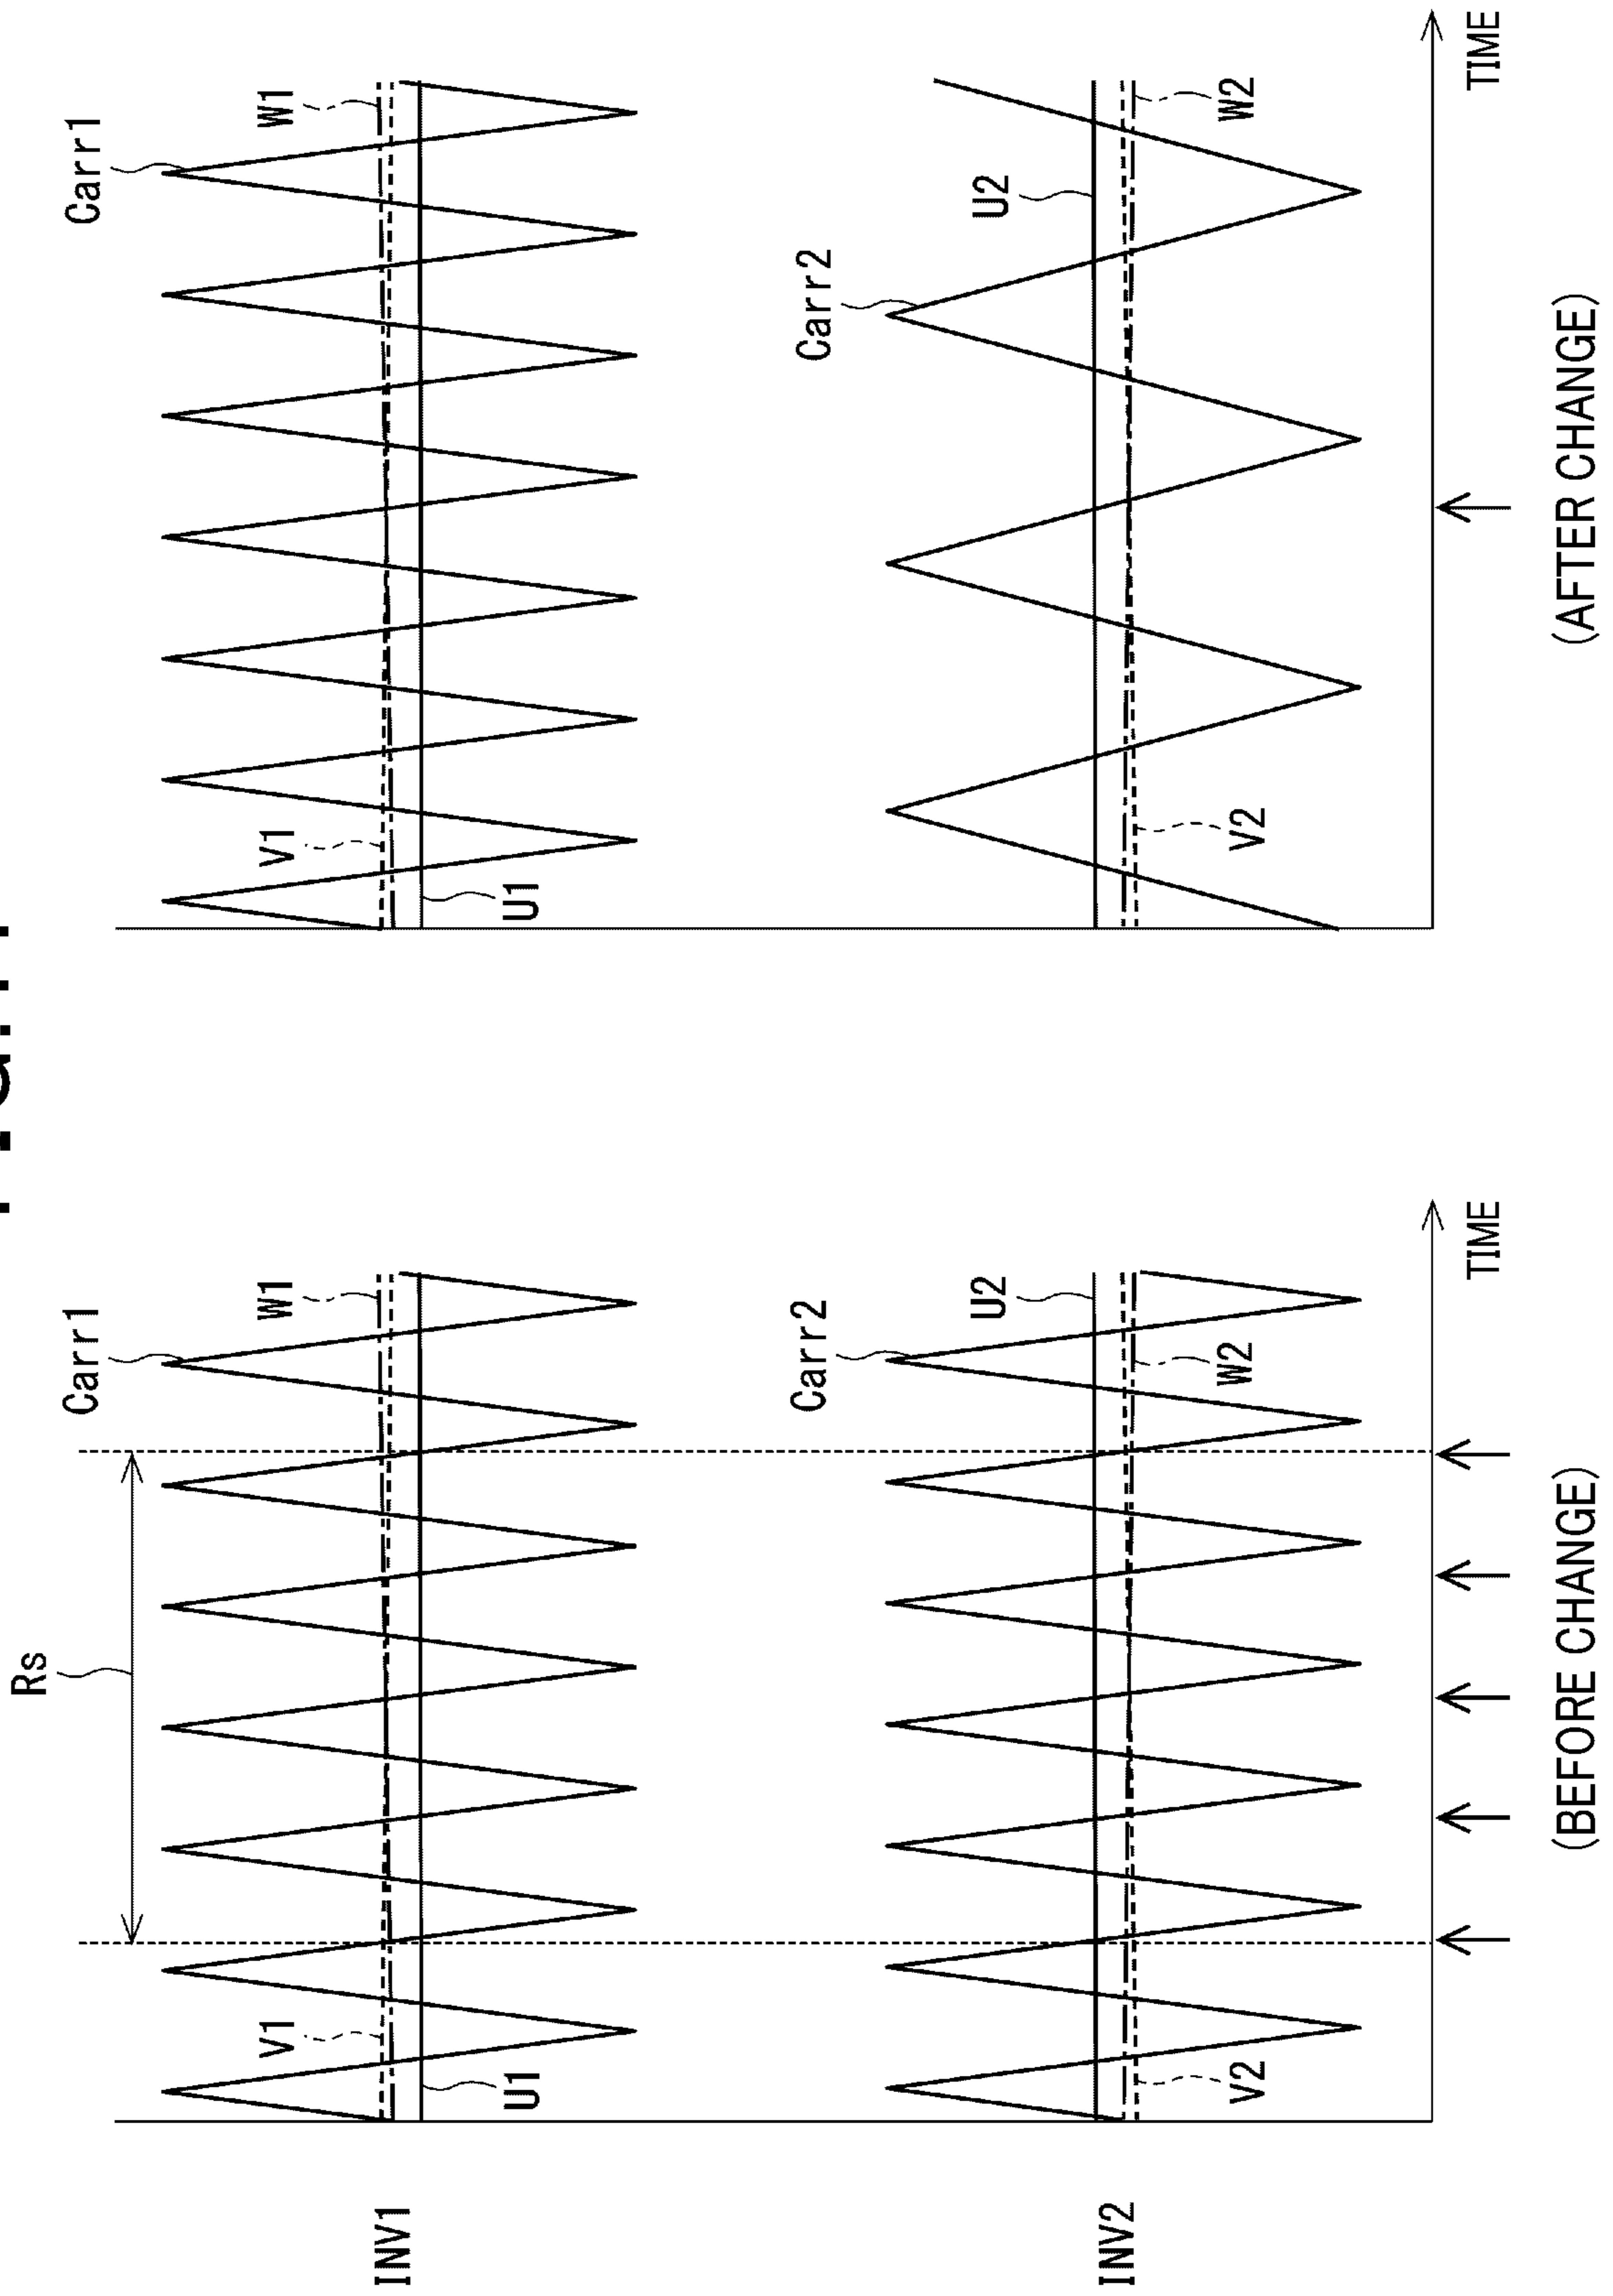 Rs
Carr1
V1
W1
U1
INV1
Carr2
U2
V2
W2
INV2
TIME
(BEFORE CHANGE)
Carr1
V1
W1
U1
Carr2
U2
V2
W2
TIME
(AFTER CHANGE)